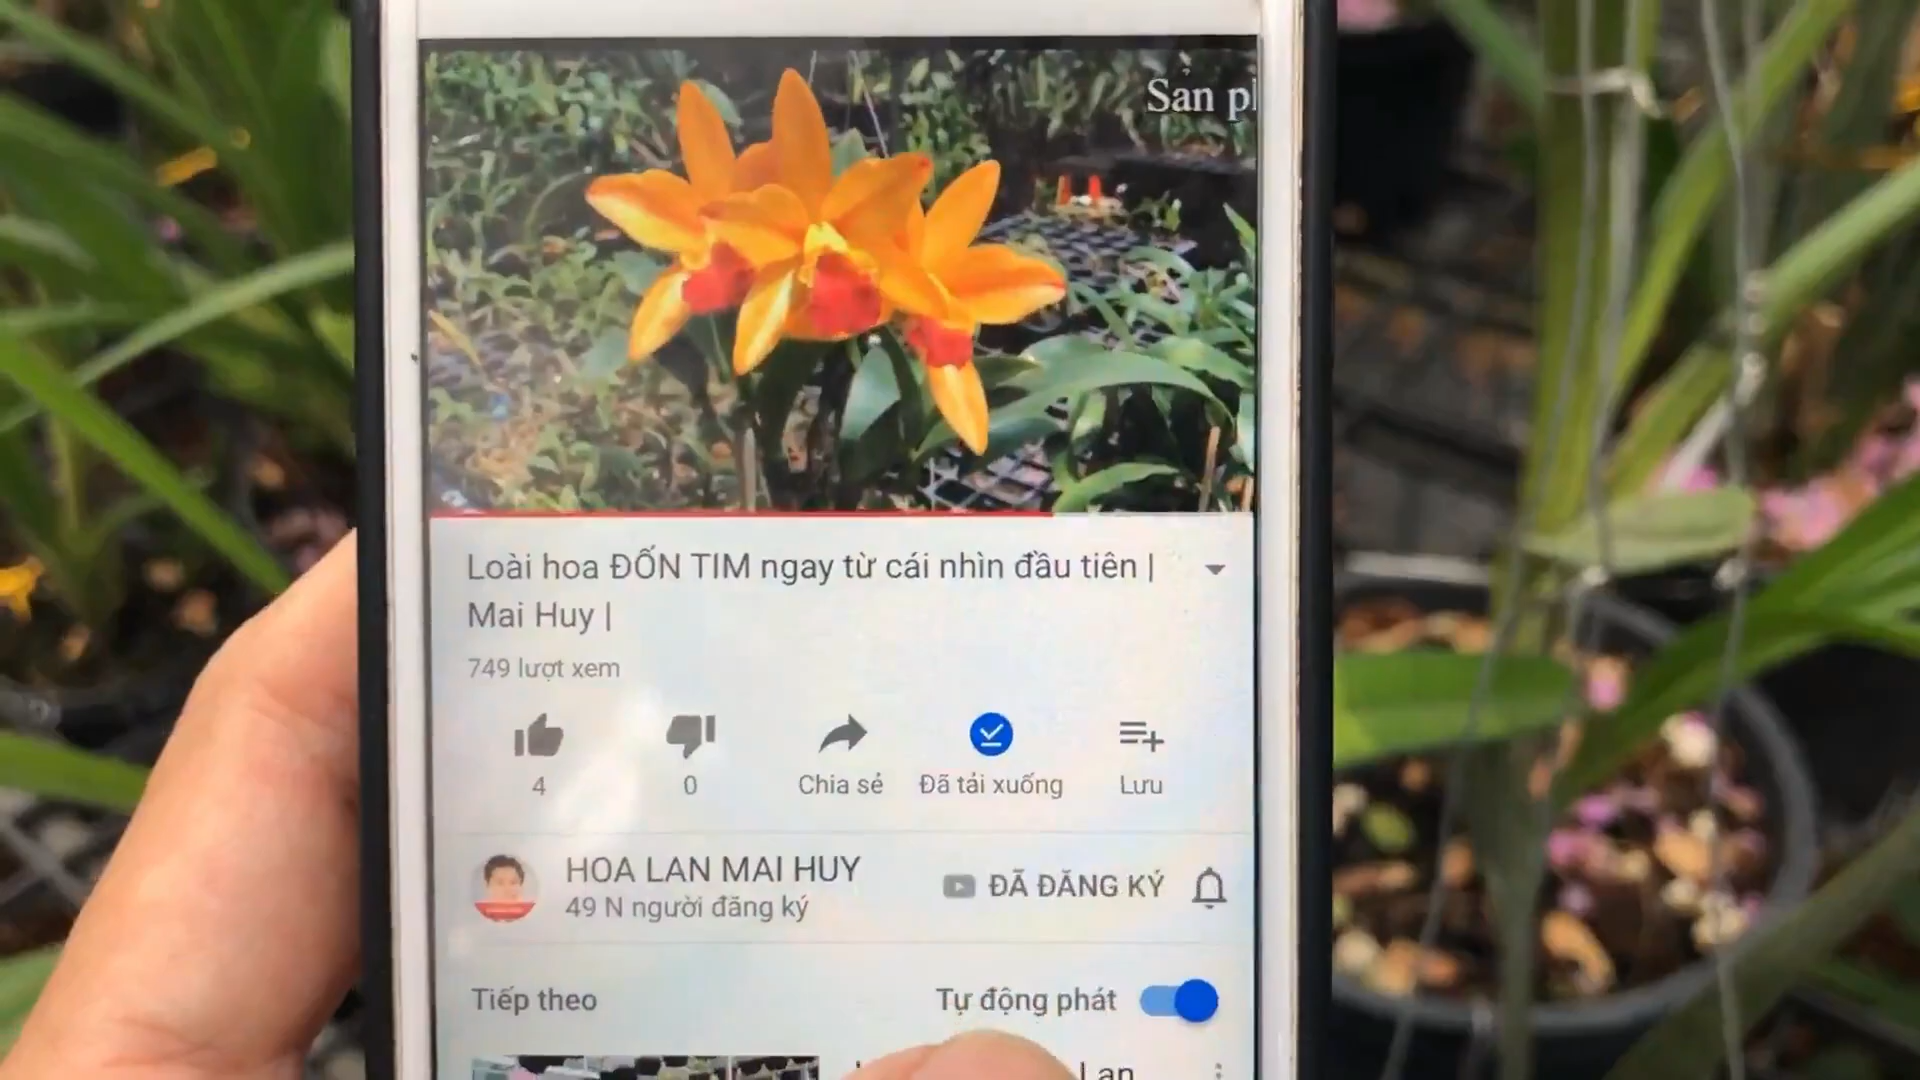 Sản
Loài hoa ĐỐN TIM ngay từ cái nhìn đầu tiên |
Mai Huy |
749 lượt xem
4
0
Chia sẻ
Đã tải xuống
Lưu
HOA LAN MAI HUY
49 N người đăng ký
ĐÃ ĐĂNG KÝ
Tiếp theo
Tự động phát
Lan